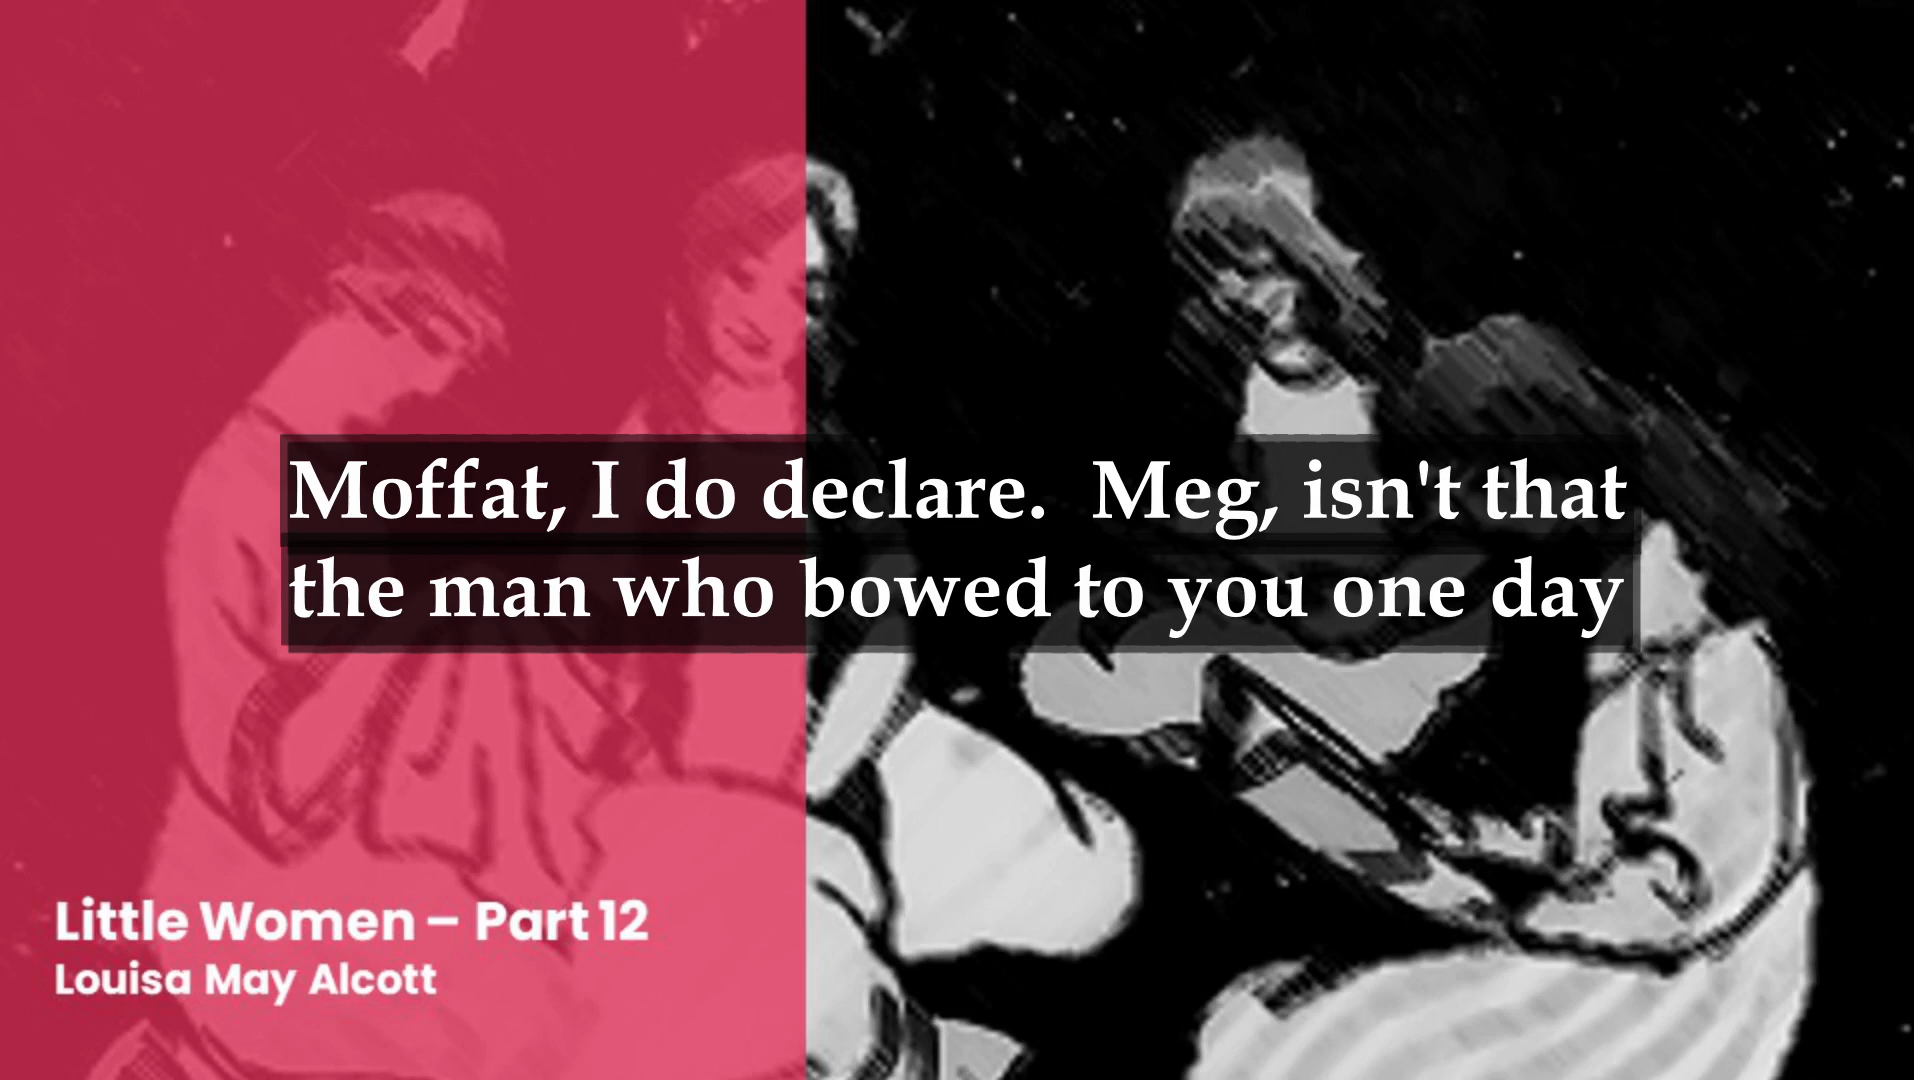 Moffat, I do declare.  Meg, isn't that
the man who bowed to you one day
Little Women – Part 12
Louisa May Alcott